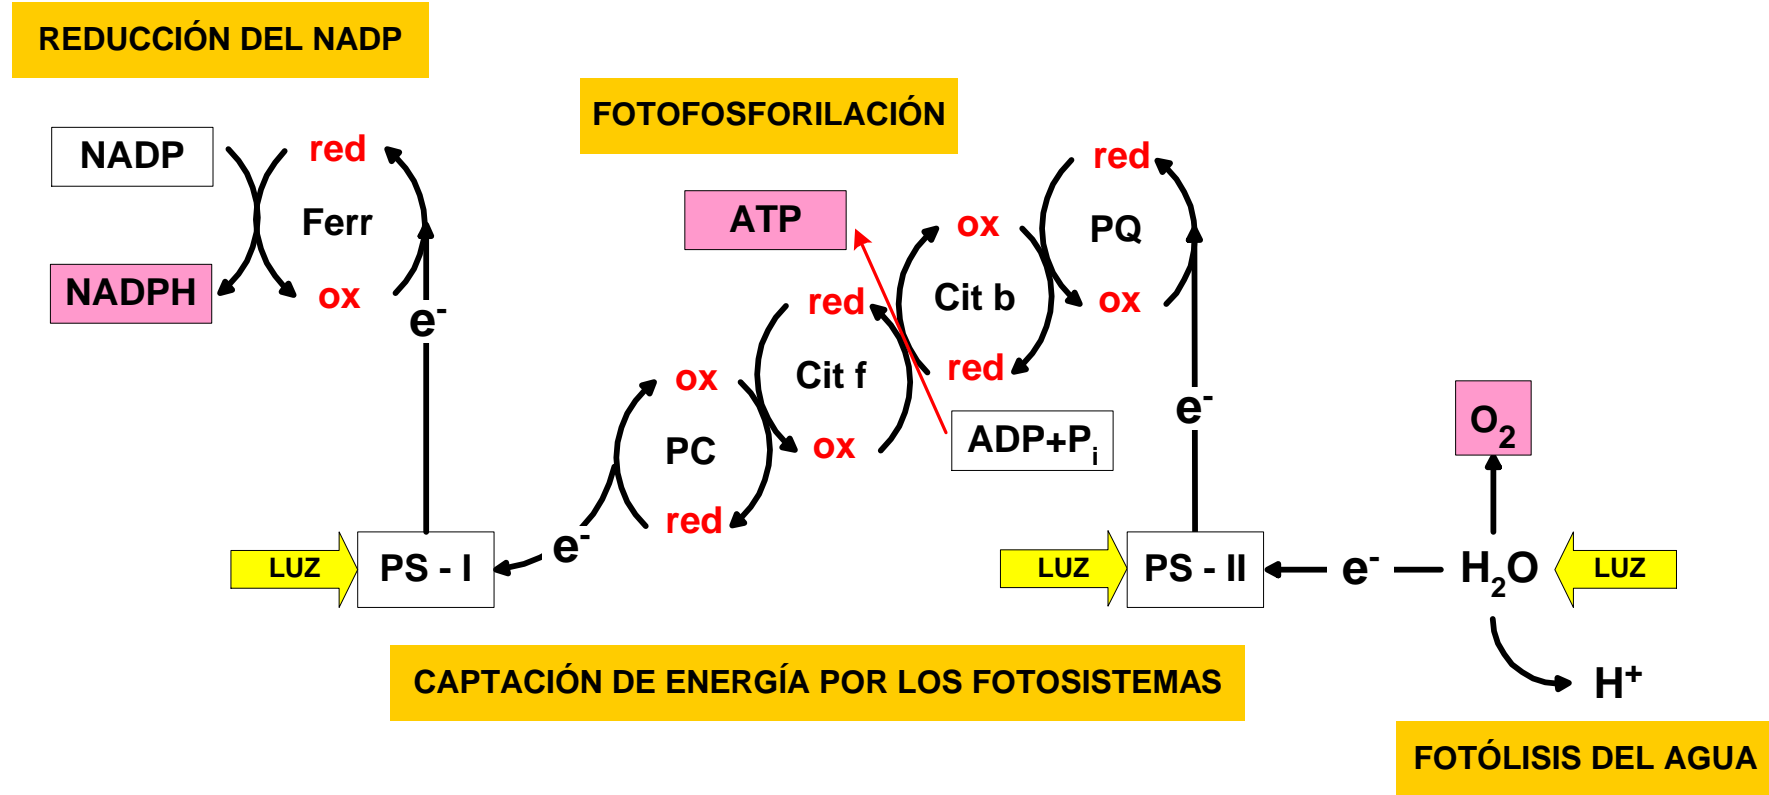 REDUCCIÓN DEL NADP
FOTOFOSFORILACIÓN
NADP
red
Ferr
NADPH
ox
e-
ATP
ox
red
PQ
Cit b
ox
red
red
Cit f
ox
ADP+Pi
ox
PC
red
e-
e-
O2
LUZ
PS - I
LUZ
PS - II
e-
H2O
LUZ
H+
CAPTACIÓN DE ENERGÍA POR LOS FOTOSISTEMAS
FOTÓLISIS DEL AGUA